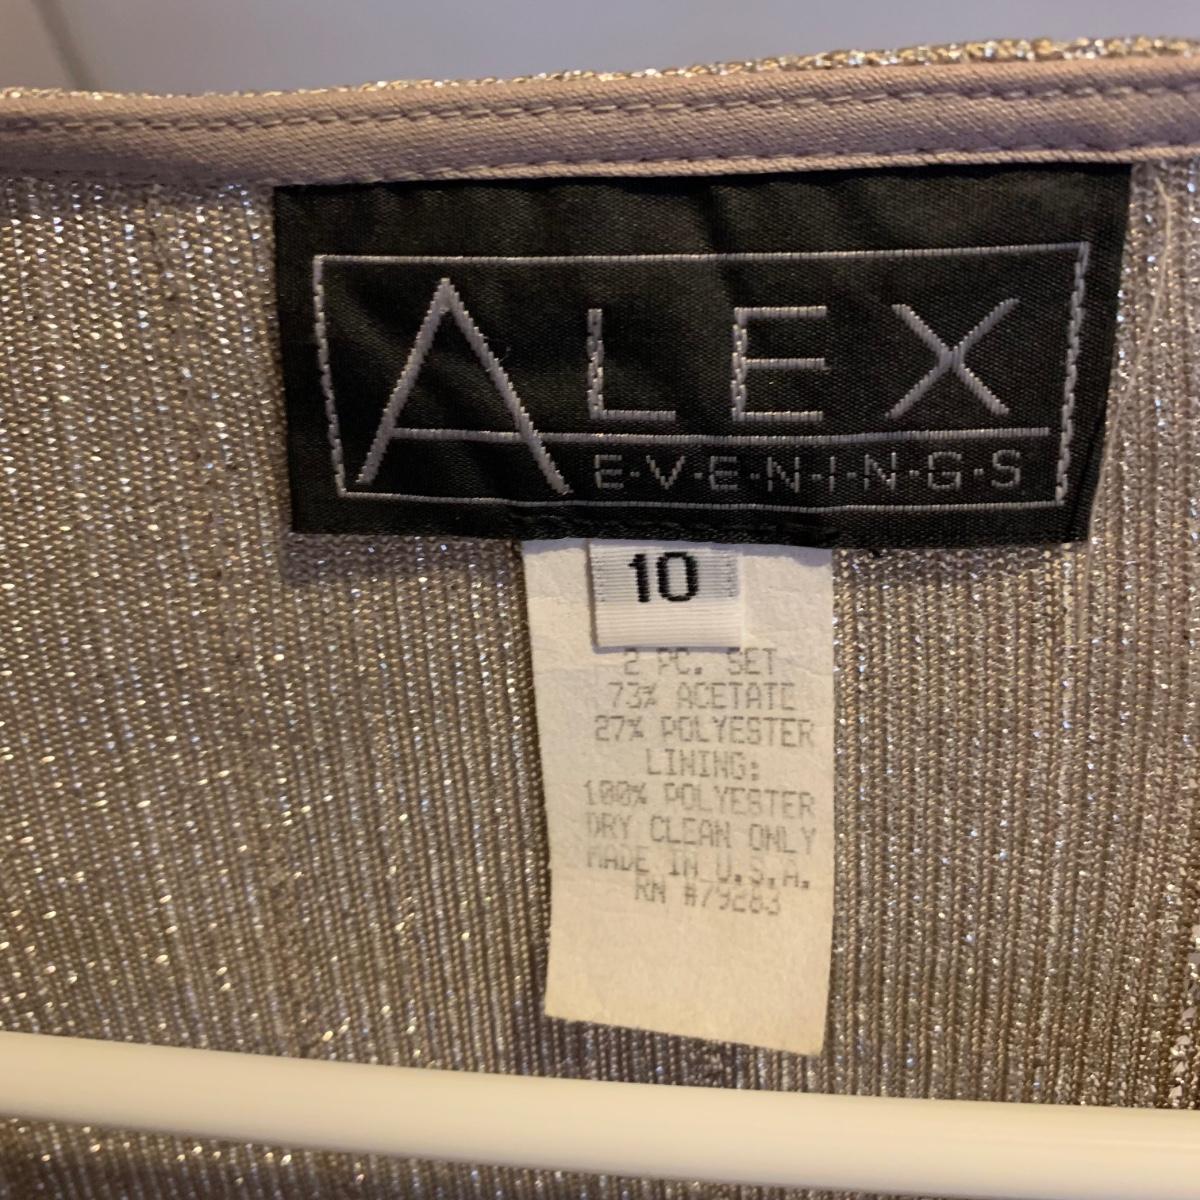 ALEX
E·V·E·N·I·N·G·S
10
2 PC. SET
73% ACETATE
27% POLYESTER
LINING:
100% POLYESTER
DRY CLEAN ONLY
MADE IN U.S.A.
RN #79283